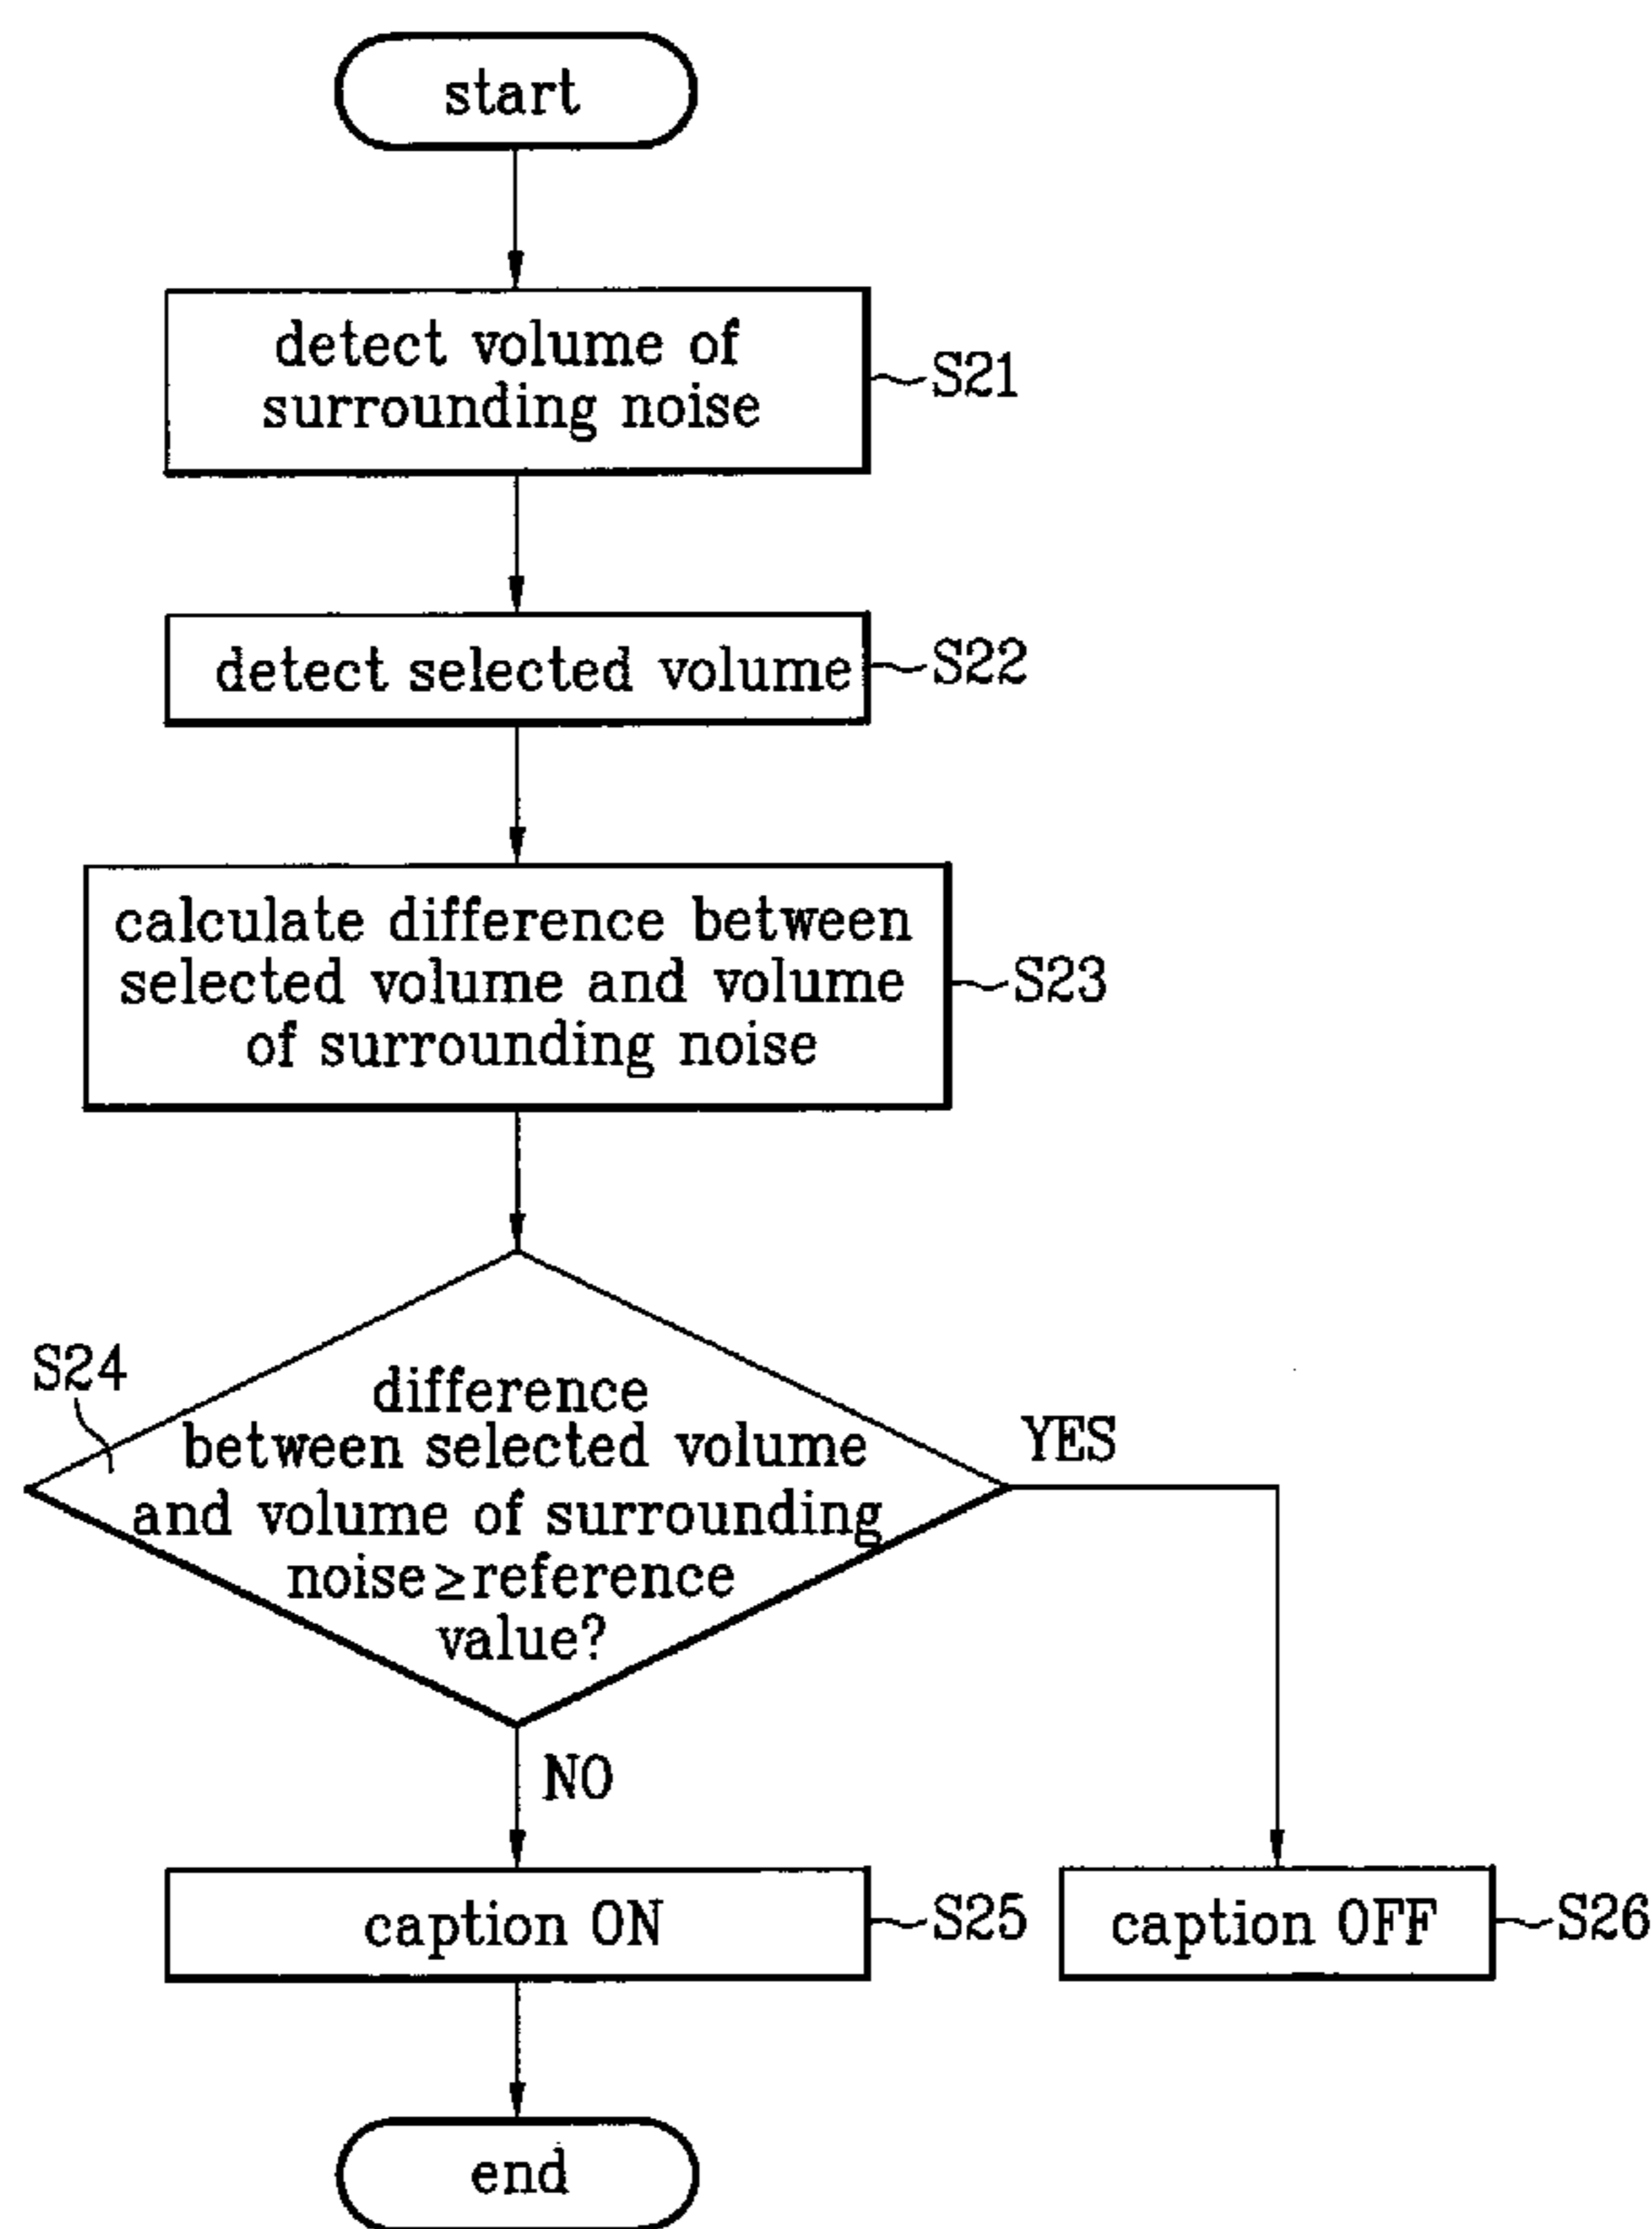 start
detect volume of
surrounding noise
S21
detect selected volume
S22
calculate difference between
selected volume and volume
of surrounding noise
S23
S24
difference
between selected volume
and volume of surrounding
noise≥reference
value?
YES
NO
caption ON
S25
caption OFF
S26
end